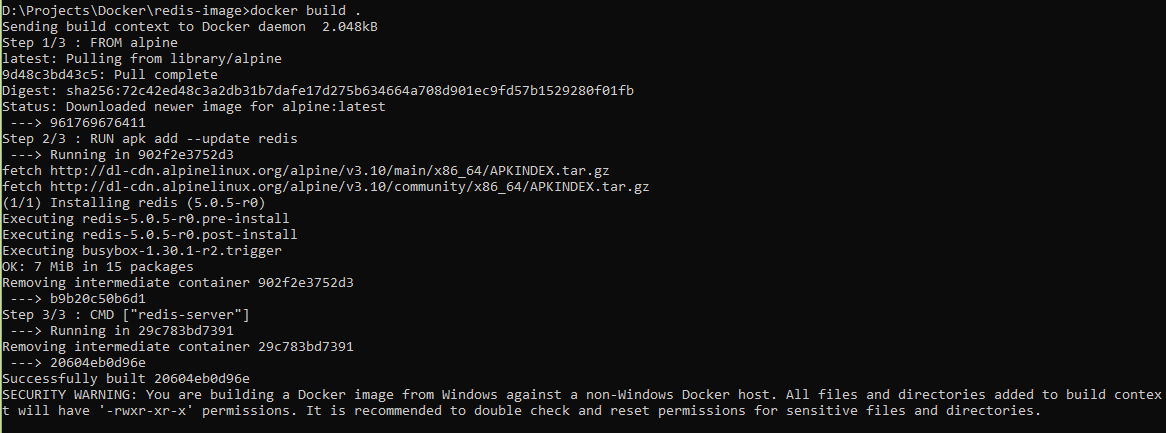 D:\Projects\Docker\redis-image>docker build .
Sending build context to Docker daemon  2.048kB
Step 1/3 : FROM alpine
latest: Pulling from library/alpine
9d48c3bd43c5: Pull complete
Digest: sha256:72c42ed48c3a2db31b7dafe17d275b634664a708d901ec9fd57b1529280f01fb
Status: Downloaded newer image for alpine:latest
 ---> 961769676411
Step 2/3 : RUN apk add --update redis
 ---> Running in 902f2e3752d3
fetch http://dl-cdn.alpinelinux.org/alpine/v3.10/main/x86_64/APKINDEX.tar.gz
fetch http://dl-cdn.alpinelinux.org/alpine/v3.10/community/x86_64/APKINDEX.tar.gz
(1/1) Installing redis (5.0.5-r0)
Executing redis-5.0.5-r0.pre-install
Executing redis-5.0.5-r0.post-install
Executing busybox-1.30.1-r2.trigger
OK: 7 MiB in 15 packages
Removing intermediate container 902f2e3752d3
 ---> b9b20c50b6d1
Step 3/3 : CMD ["redis-server"]
 ---> Running in 29c783bd7391
Removing intermediate container 29c783bd7391
 ---> 20604eb0d96e
Successfully built 20604eb0d96e
SECURITY WARNING: You are building a Docker image from Windows against a non-Windows Docker host. All files and directories added to build contex
t will have '-rwxr-xr-x' permissions. It is recommended to double check and reset permissions for sensitive files and directories.